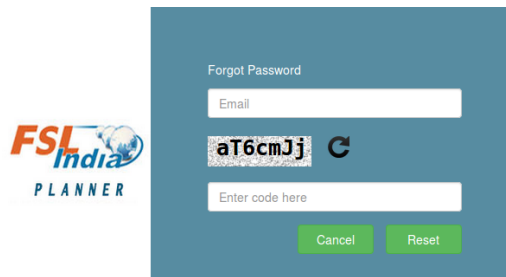 FSL
India
PLANNER
Forgot Password
Email
aT6cmJj
Enter code here
Cancel Reset